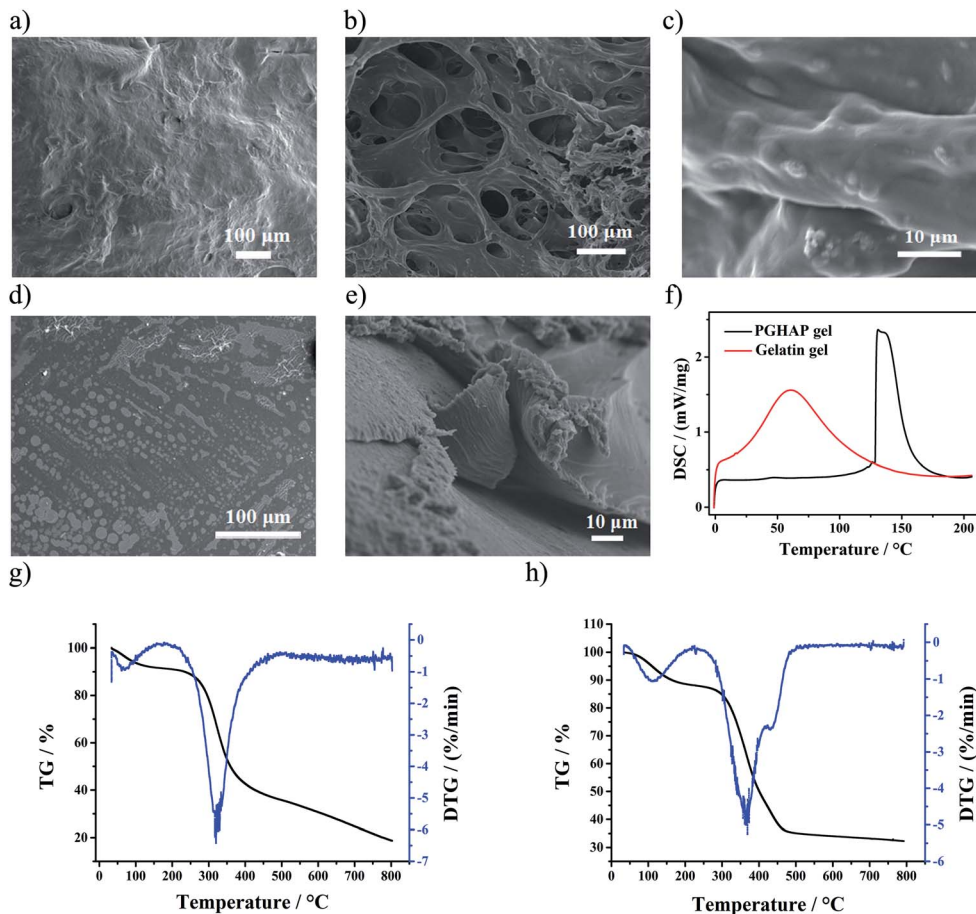 a)
b)
c)
100 µm
100 µm
10 µm
d)
e)
f)
100 µm
10 µm
PGHAP gel
Gelatin gel
DSC / (mW/mg)
2
1
0
0
50
100
150
200
Temperature / °C
g)
h)
100
80
60
40
20
TG / %
0
-1
-2
-3
-4
-5
-6
-7
DTG / (%/min)
0 100 200 300 400 500 600 700 800
Temperature / °C
110
100
90
80
70
60
50
40
30
TG / %
0
-1
-2
-3
-4
-5
-6
DTG / (%/min)
0 100 200 300 400 500 600 700 800
Temperature / °C